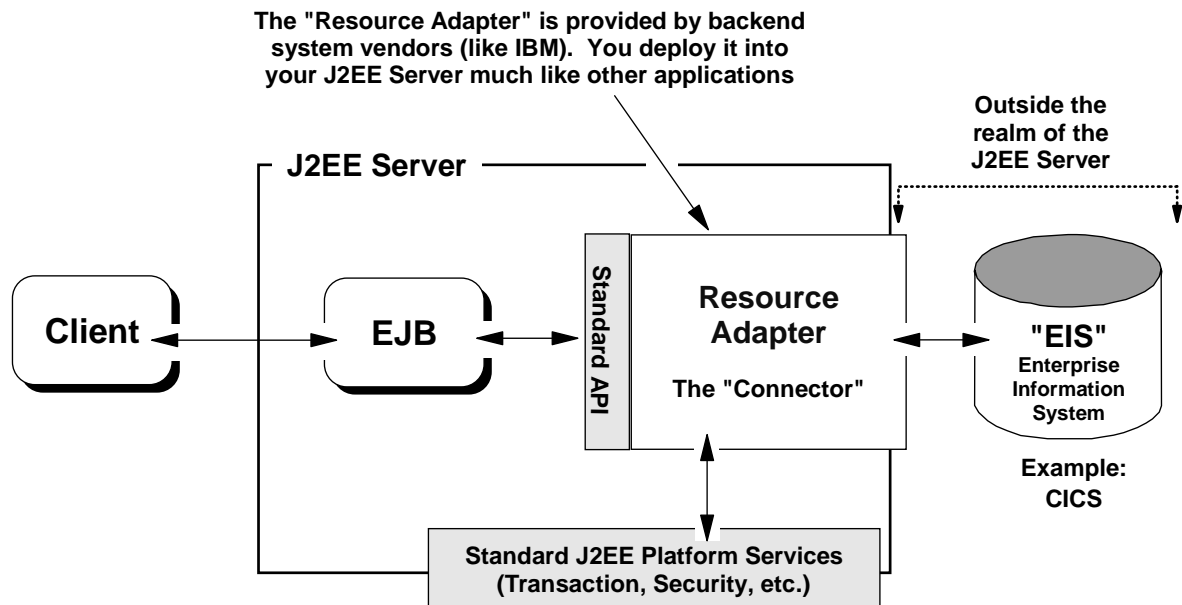 The "Resource Adapter" is provided by backend
system vendors (like IBM).  You deploy it into
your J2EE Server much like other applications
Outside the
realm of the
J2EE Server
J2EE Server
Client
EJB
Standard API
Resource
Adapter
The "Connector"
"EIS"
Enterprise
Information
System
Example:
CICS
Standard J2EE Platform Services
(Transaction, Security, etc.)